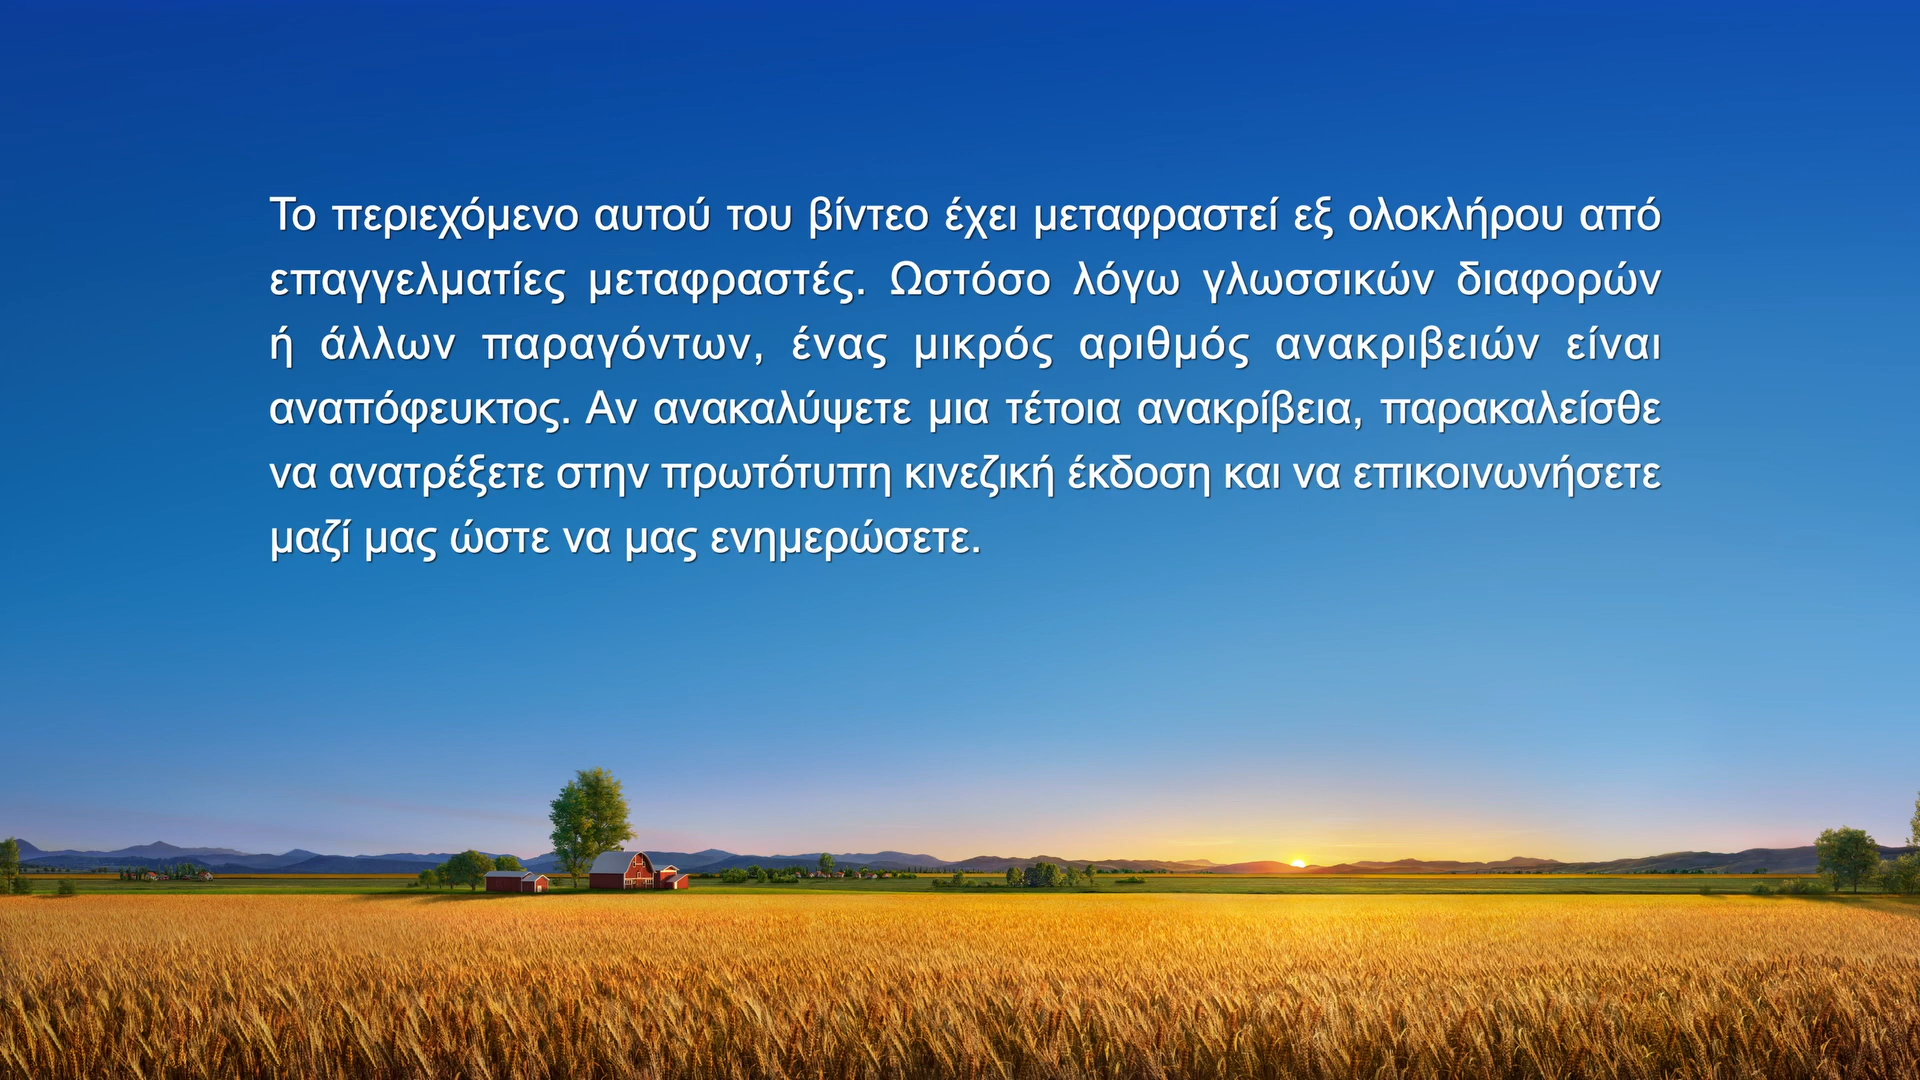 Το περιεχόμενο αυτού του βίντεο έχει μεταφραστεί εξ ολοκλήρου από
επαγγελματίες μεταφραστές. Ωστόσο λόγω γλωσσικών διαφορών
ή άλλων παραγόντων, ένας μικρός αριθμός ανακριβειών είναι
αναπόφευκτος. Αν ανακαλύψετε μια τέτοια ανακρίβεια, παρακαλείσθε
να ανατρέξετε στην πρωτότυπη κινεζική έκδοση και να επικοινωνήσετε
μαζί μας ώστε να μας ενημερώσετε.